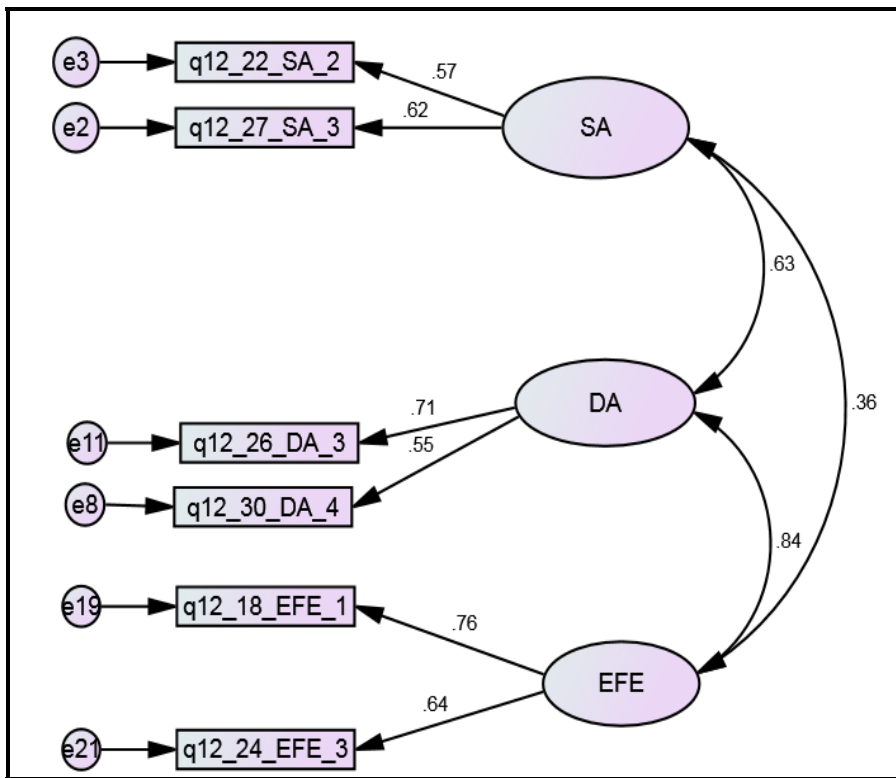 e3
q12_22_SA_2
.57
e2
q12_27_SA_3
.62
SA
.63
.36
e11
q12_26_DA_3
.71
DA
e8
q12_30_DA_4
.55
.84
e19
q12_18_EFE_1
.76
EFE
e21
q12_24_EFE_3
.64